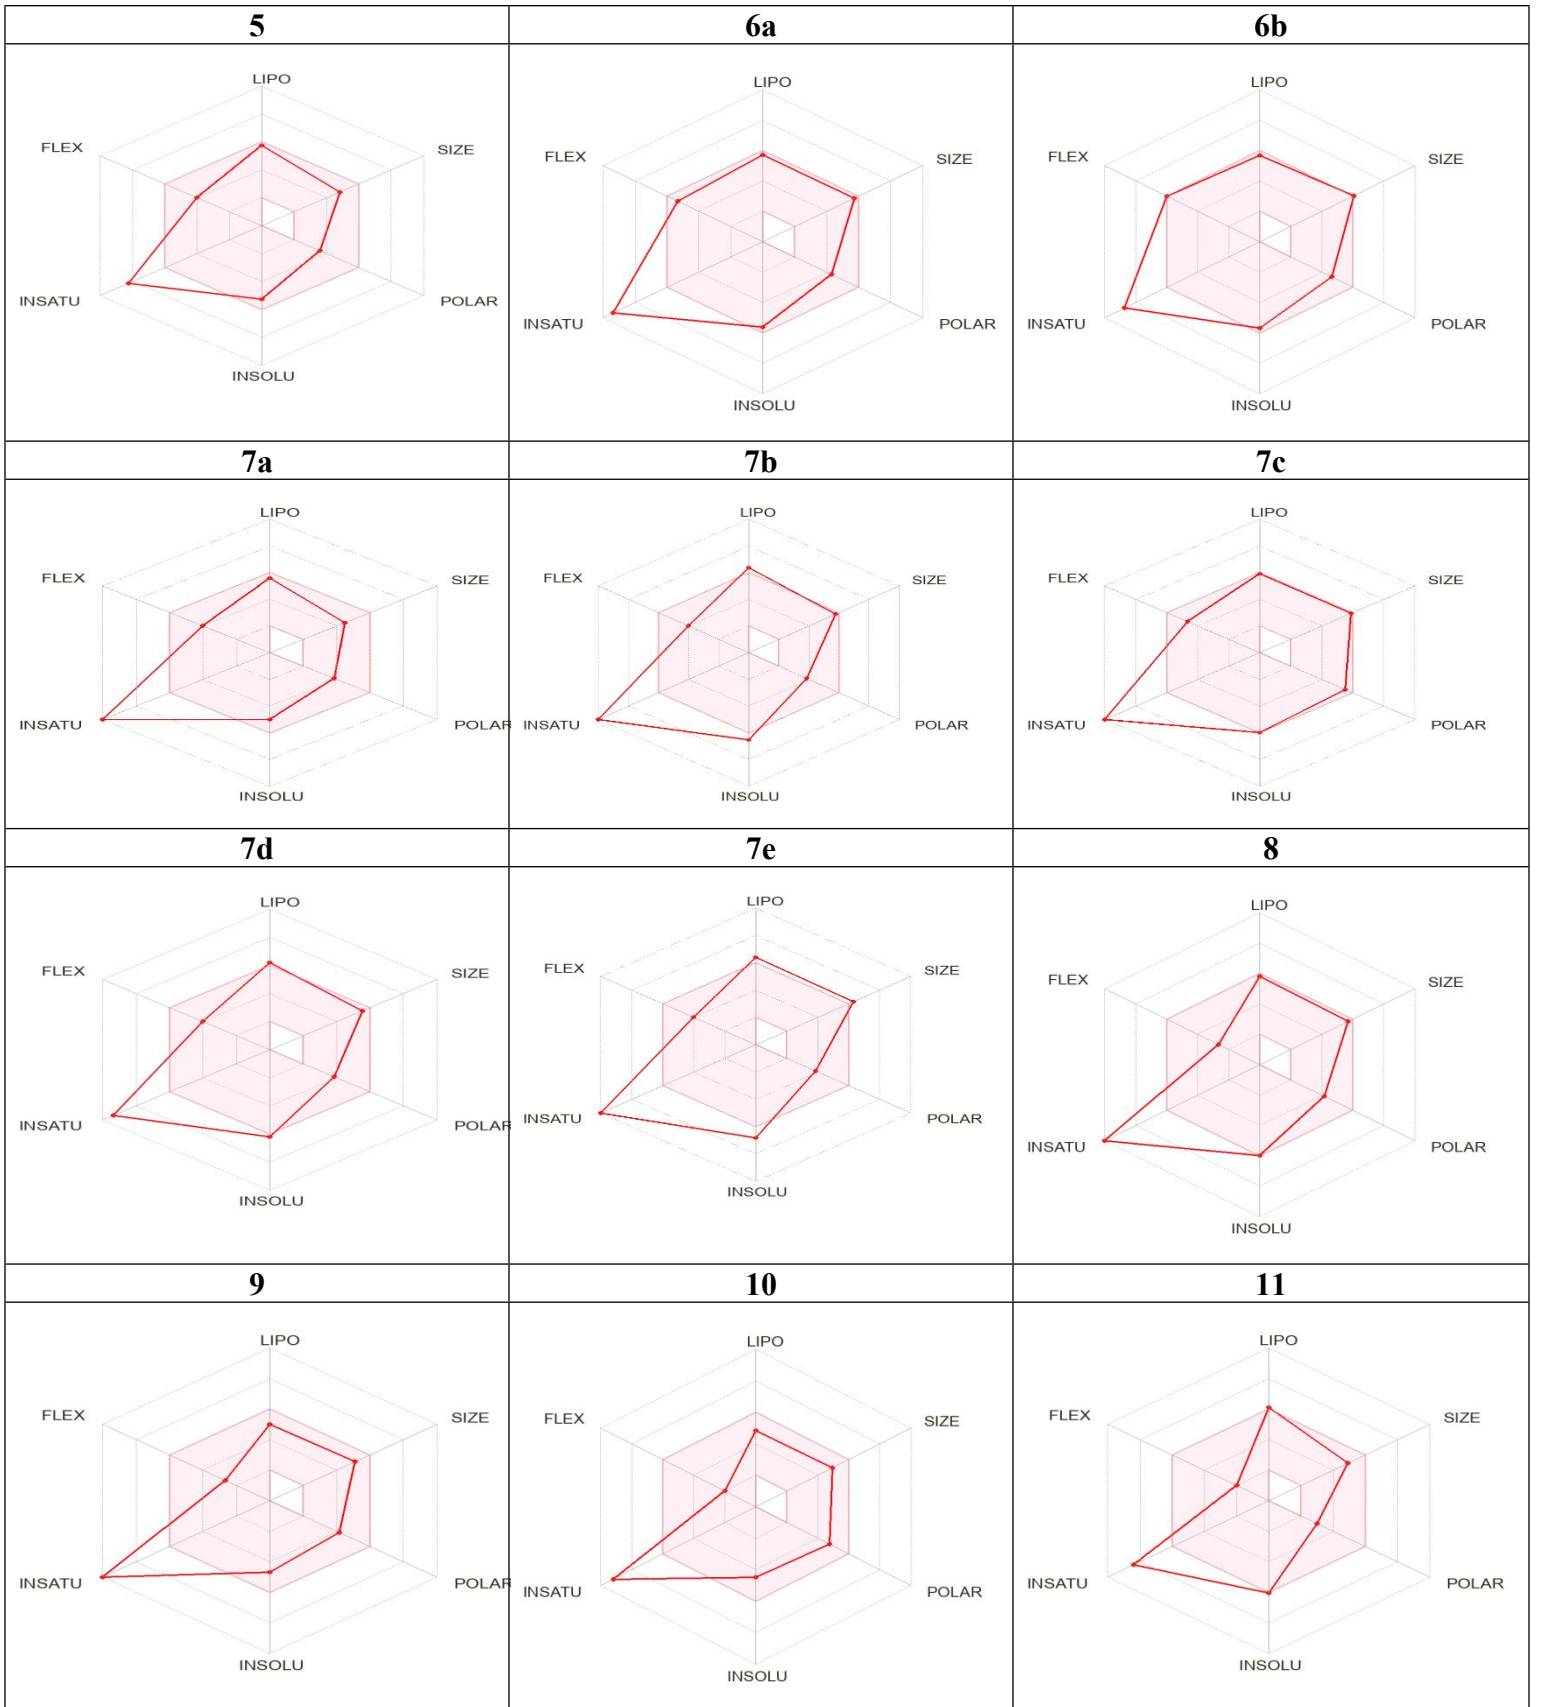 5 6a 6b
LIPO LIPO LIPO
FLEX SIZE FLEX SIZE FLEX SIZE
INSATU POLAR INSATU POLAR INSATU POLAR
INSOLU INSOLU INSOLU
7a 7b 7c
LIPO LIPO LIPO
FLEX SIZE FLEX SIZE FLEX SIZE
INSATU POLAR INSATU POLAR INSATU POLAR
INSOLU INSOLU INSOLU
7d 7e 8
LIPO LIPO LIPO
FLEX SIZE FLEX SIZE FLEX SIZE
INSATU POLAR INSATU POLAR INSATU POLAR
INSOLU INSOLU INSOLU
9 10 11
LIPO LIPO LIPO
FLEX SIZE FLEX SIZE FLEX SIZE
INSATU POLAR INSATU POLAR INSATU POLAR
INSOLU INSOLU INSOLU